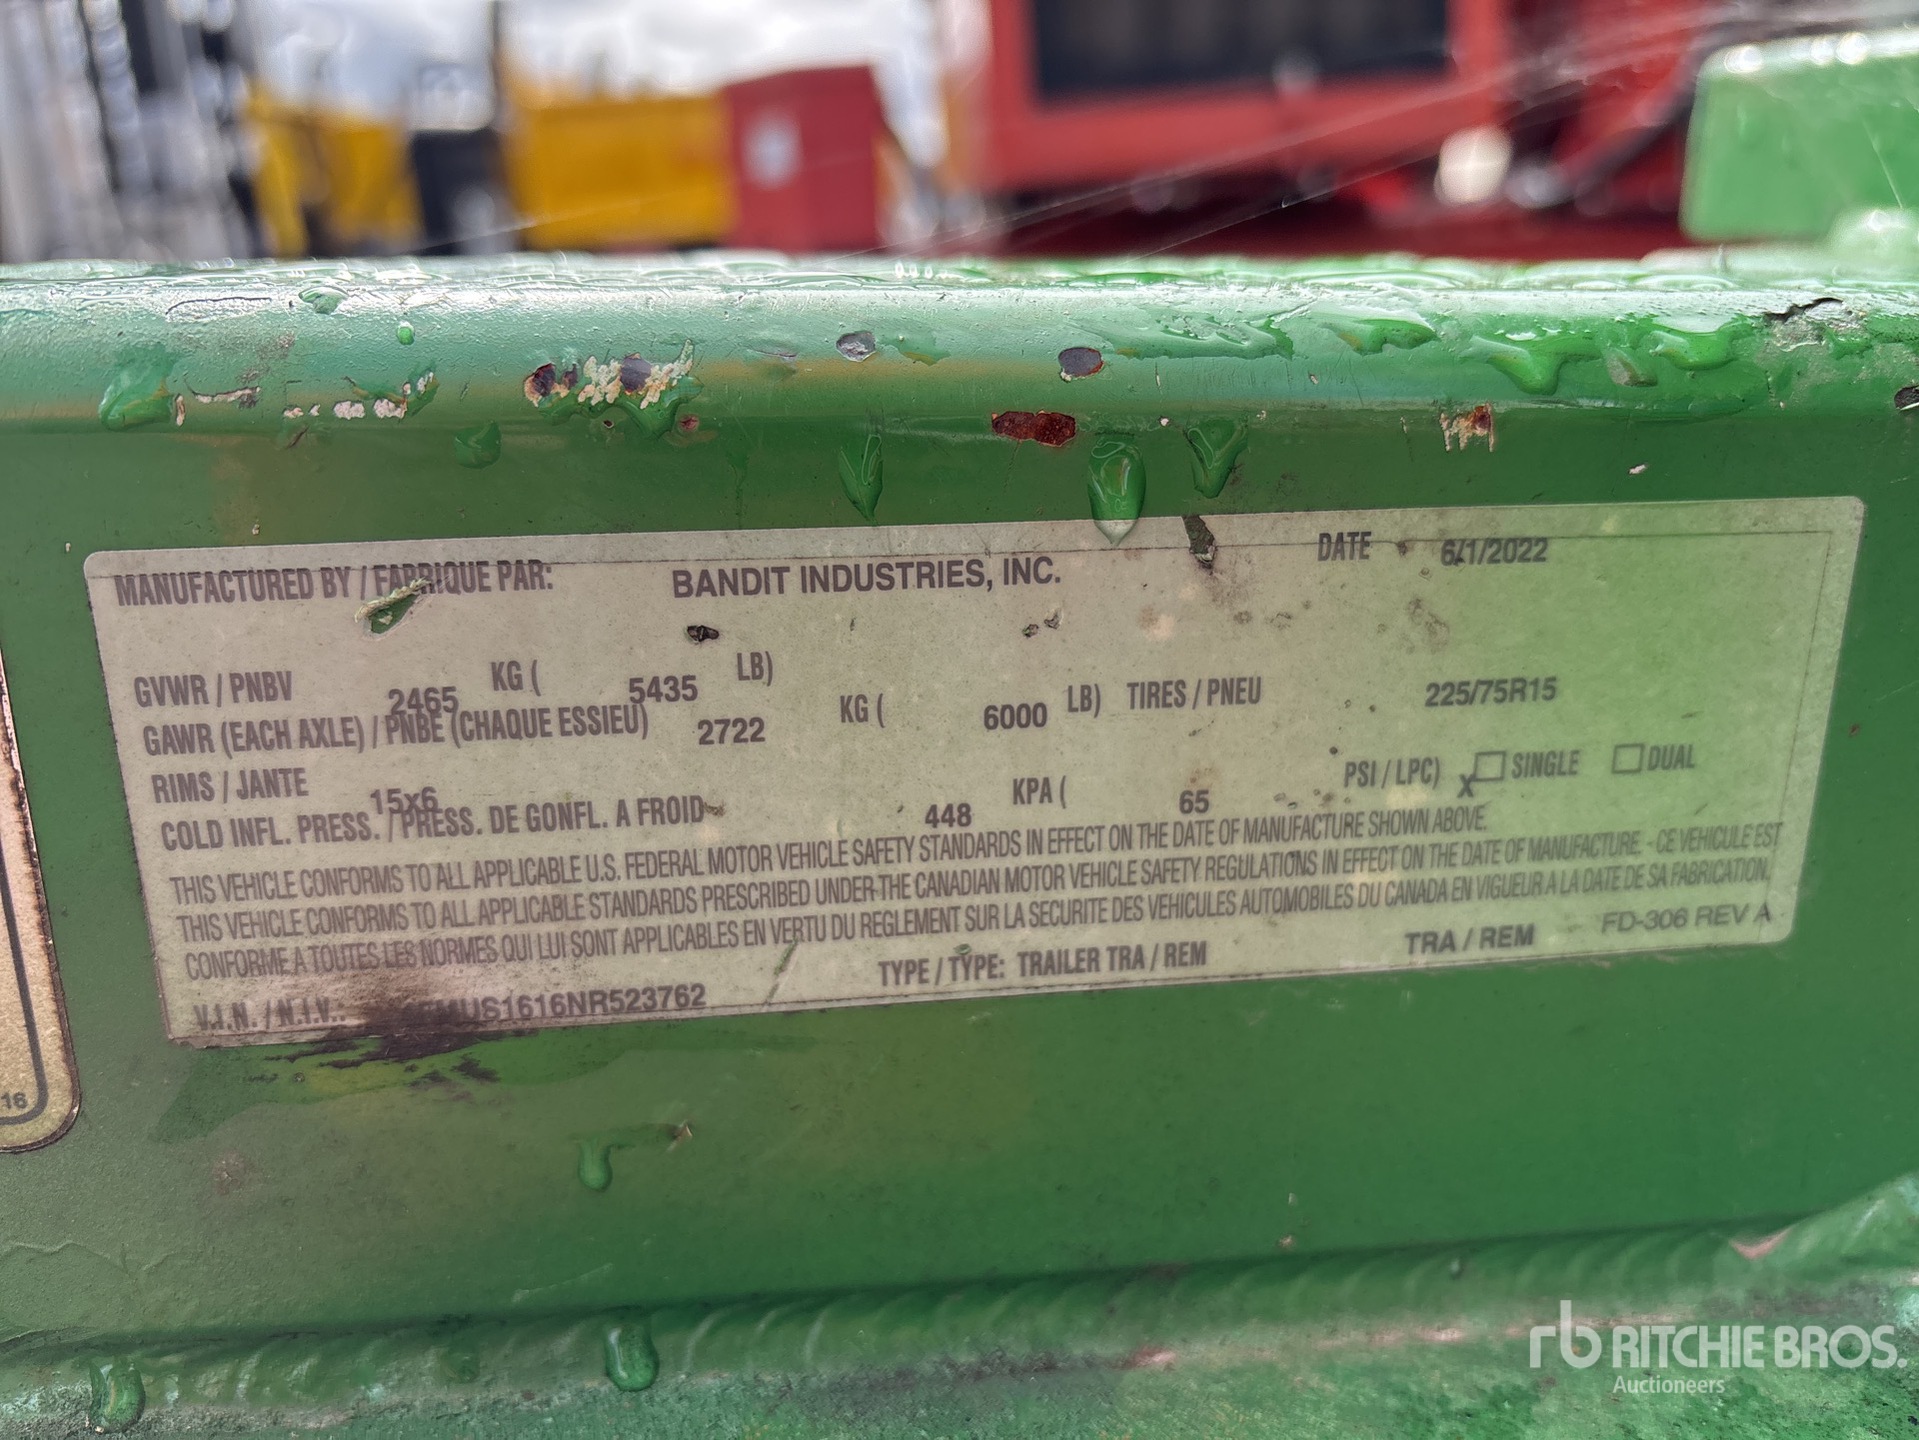 MANUFACTURED BY / FABRIQUE PAR: BANDIT INDUSTRIES, INC. DATE 6/1/2022
GVWR / PNBV 2465 KG ( 5435 LB)
GAWR (EACH AXLE) / PNBE (CHAQUE ESSIEU) 2722 KG ( 6000 LB) TIRES / PNEU 225/75R15
RIMS / JANTE 15x6
COLD INFL. PRESS. / PRESS. DE GONFL. A FROID 448 KPA ( 65 PSI / LPC) X SINGLE DUAL
THIS VEHICLE CONFORMS TO ALL APPLICABLE U.S. FEDERAL MOTOR VEHICLE SAFETY STANDARDS IN EFFECT ON THE DATE OF MANUFACTURE SHOWN ABOVE.
THIS VEHICLE CONFORMS TO ALL APPLICABLE STANDARDS PRESCRIBED UNDER THE CANADIAN MOTOR VEHICLE SAFETY REGULATIONS IN EFFECT ON THE DATE OF MANUFACTURE. - CE VEHICULE EST
CONFORME A TOUTES LES NORMES QUI LUI SONT APPLICABLES EN VERTU DU REGLEMENT SUR LA SECURITE DES VEHICULES AUTOMOBILES DU CANADA EN VIGUEUR A LA DATE DE SA FABRICATION.
V.I.N. / N.I.V.: MUS1616NR523762 TYPE / TYPE: TRAILER TRA / REM TRA / REM FD-306 REV A
16
rb RITCHIE BROS.
Auctioneers